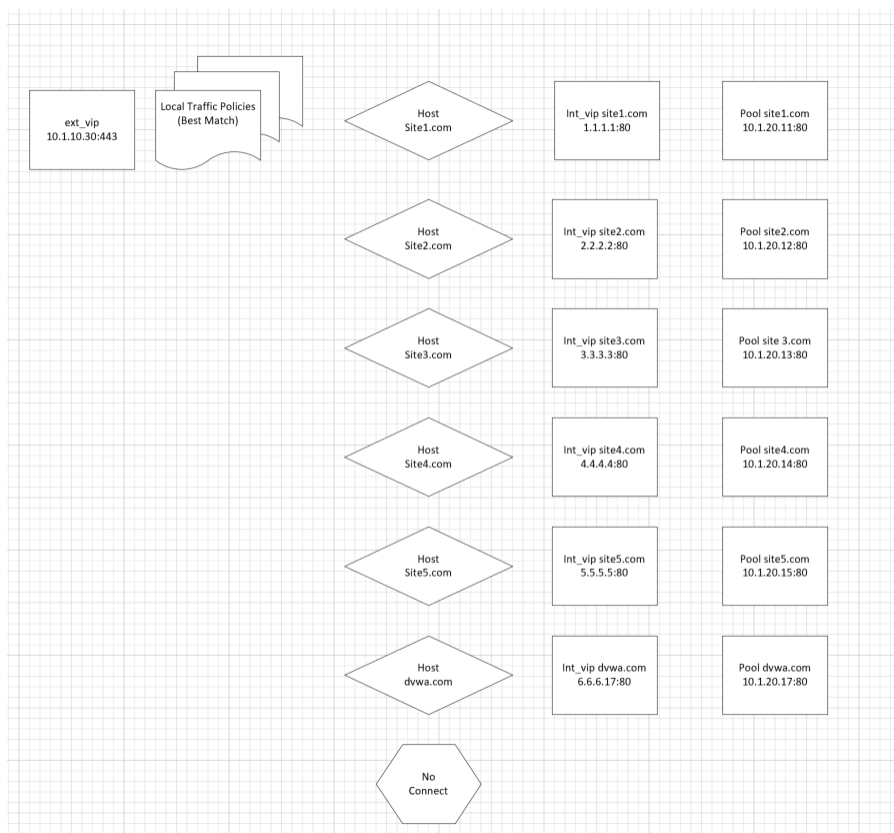 ext_vip
10.1.10.30:443
Local Traffic Policies
(Best Match)
Host
Site1.com
Int_vip site1.com
1.1.1.1:80
Pool site1.com
10.1.20.11:80
Host
Site2.com
Int_vip site2.com
2.2.2.2:80
Pool site2.com
10.1.20.12:80
Host
Site3.com
Int_vip site3.com
3.3.3.3:80
Pool site 3.com
10.1.20.13:80
Host
Site4.com
Int_vip site4.com
4.4.4.4:80
Pool site4.com
10.1.20.14:80
Host
Site5.com
Int_vip site5.com
5.5.5.5:80
Pool site5.com
10.1.20.15:80
Host
dvwa.com
Int_vip dvwa.com
6.6.6.17:80
Pool dvwa.com
10.1.20.17:80
No
Connect